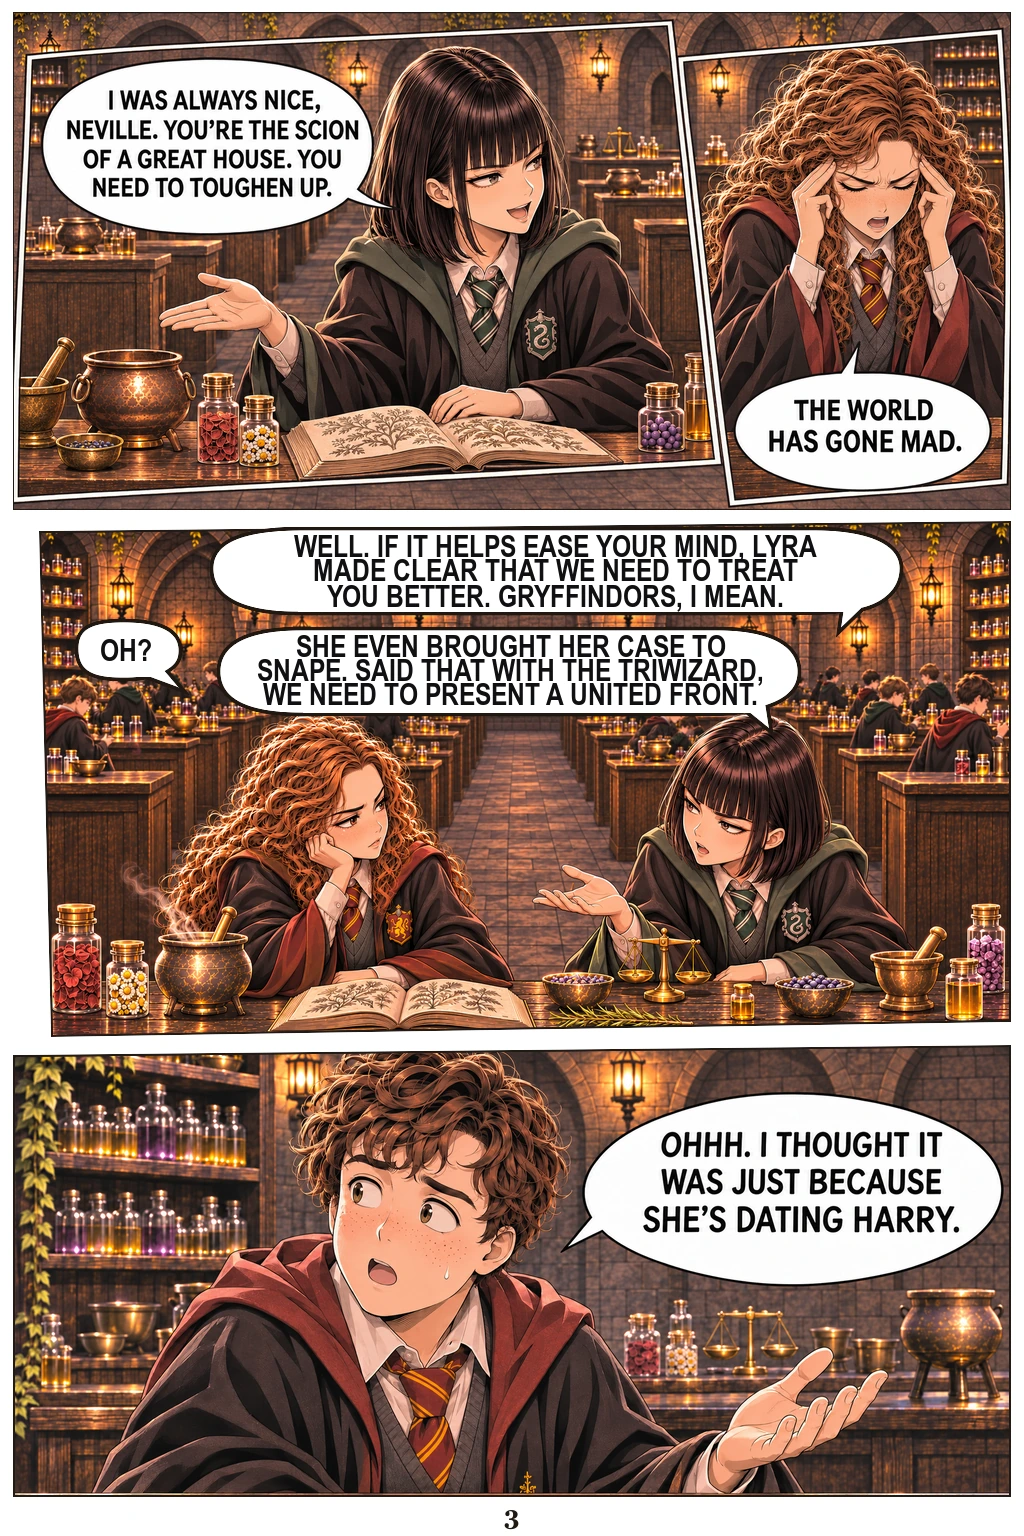 I WAS ALWAYS NICE,
NEVILLE. YOU'RE THE SCION
OF A GREAT HOUSE. YOU
NEED TO TOUGHEN UP.
THE WORLD
HAS GONE MAD.
WELL. IF IT HELPS EASE YOUR MIND, LYRA
MADE CLEAR THAT WE NEED TO TREAT
YOU BETTER. GRYFFINDORS, I MEAN.
OH?
SHE EVEN BROUGHT HER CASE TO
SNAPE. SAID THAT WITH THE TRIWIZARD,
WE NEED TO PRESENT A UNITED FRONT.
OHHH. I THOUGHT IT
WAS JUST BECAUSE
SHE'S DATING HARRY.
3